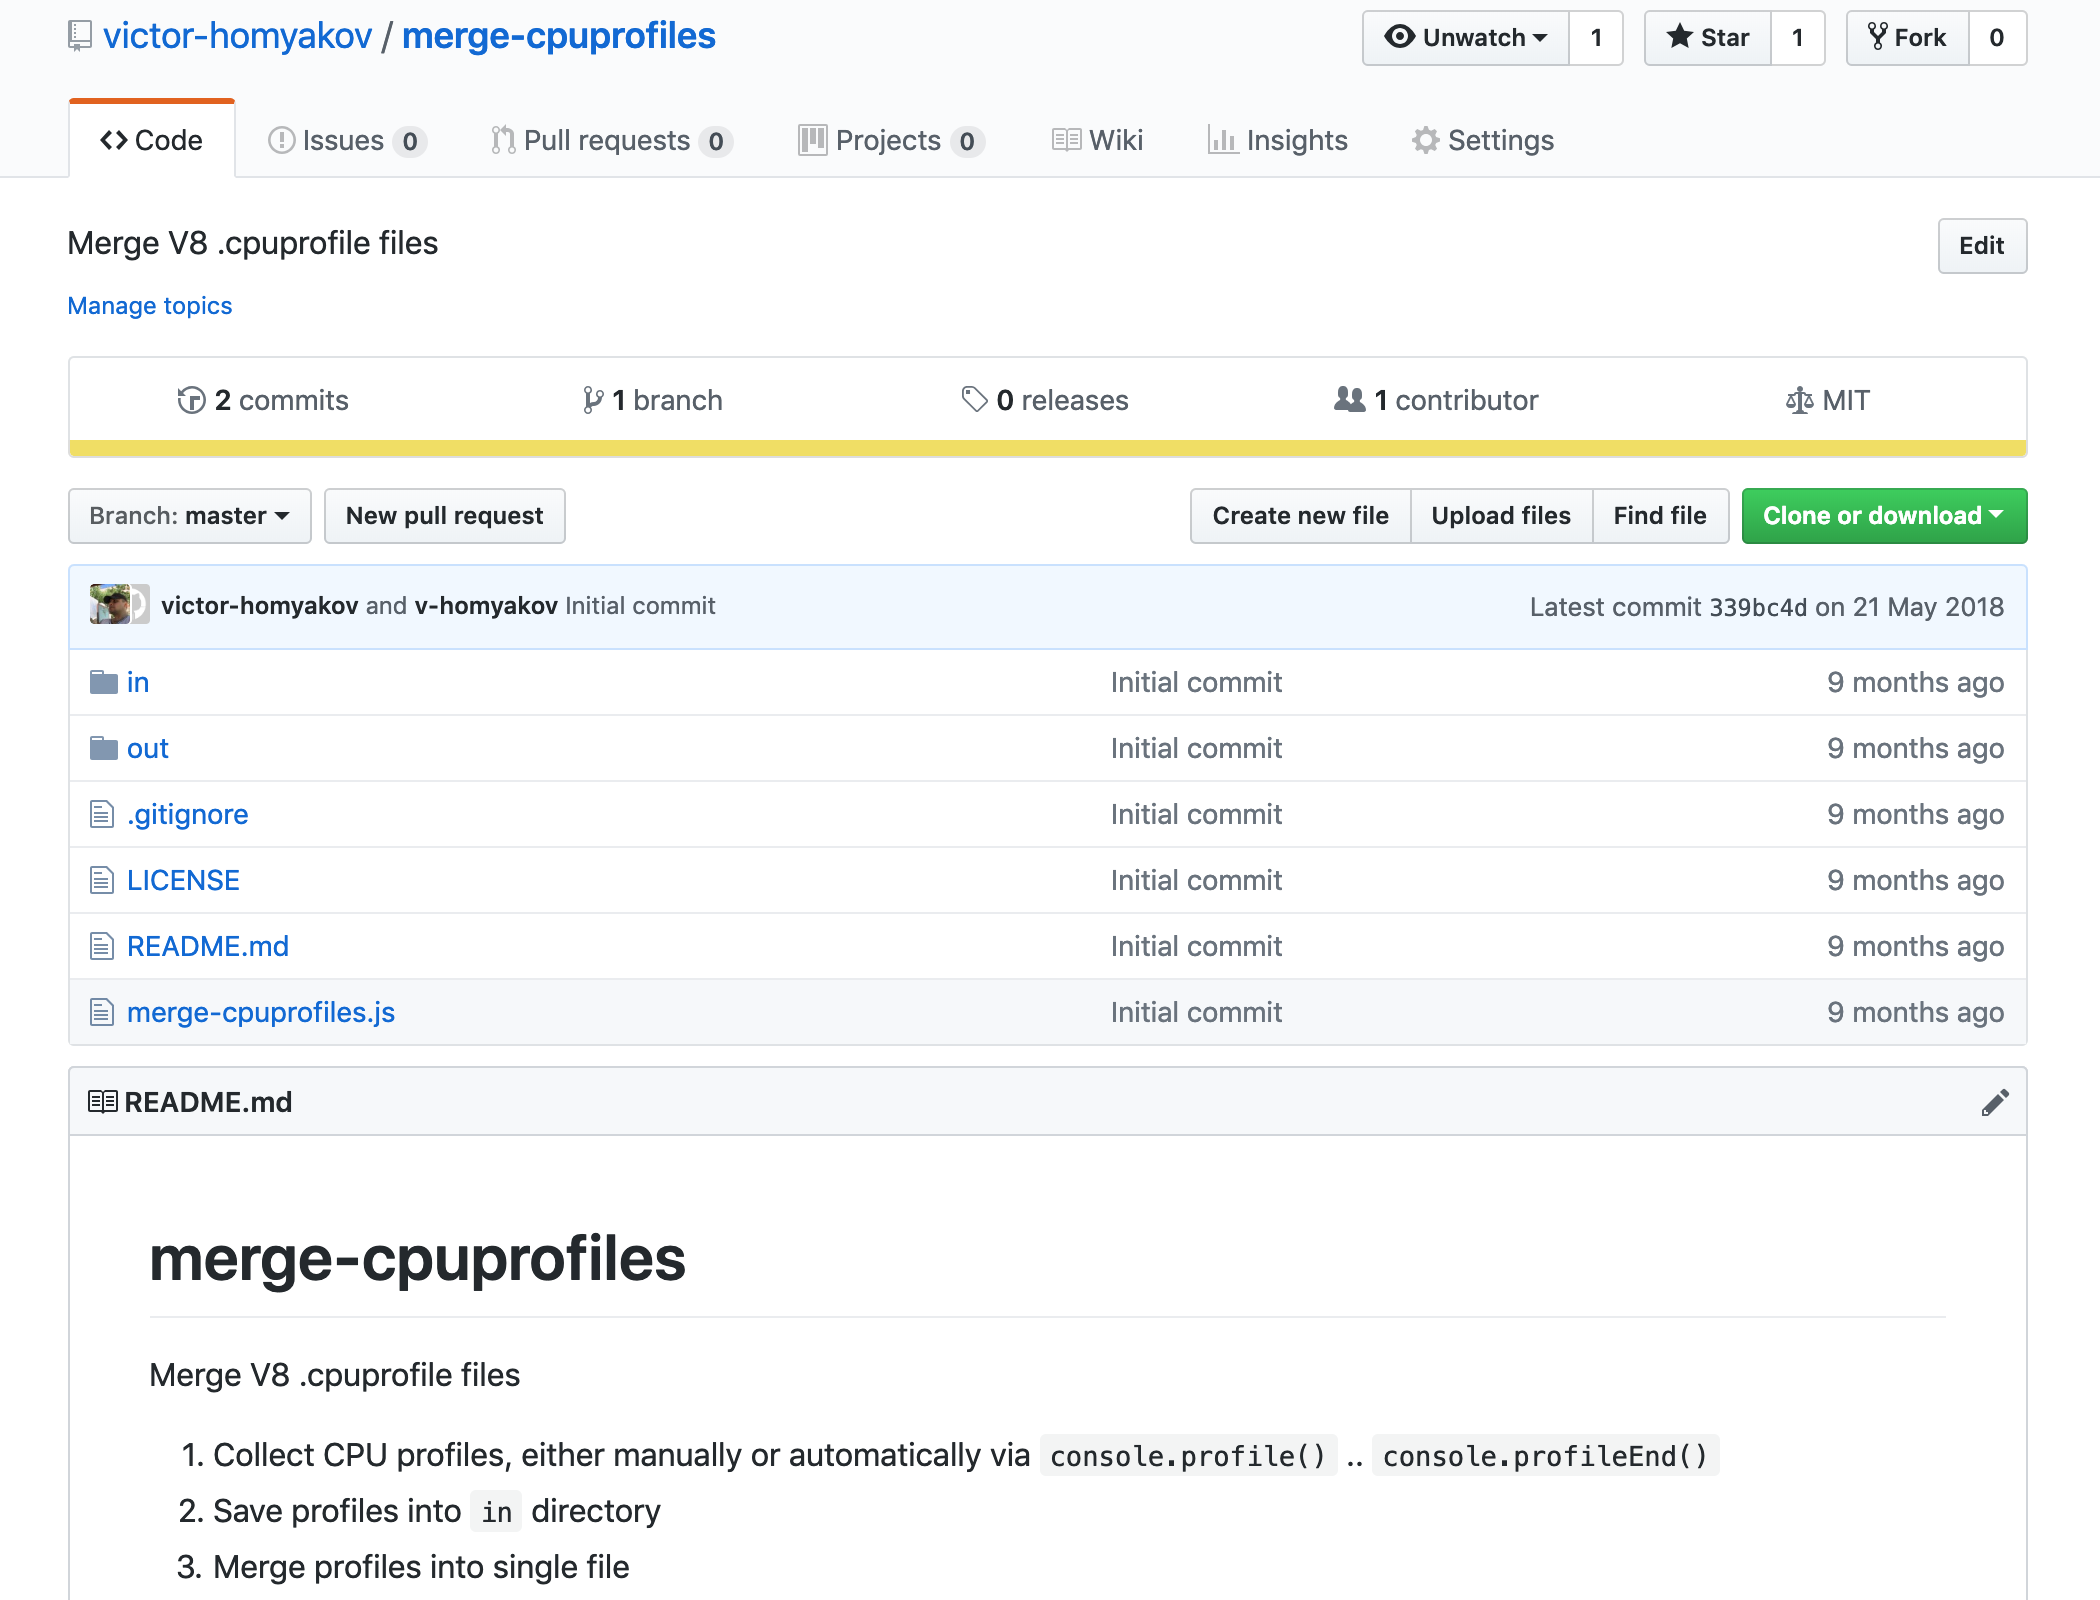 victor-homyakov / merge-cpuprofiles Unwatch 1 Star 1 Fork 0
Code Issues 0 Pull requests 0 Projects 0 Wiki Insights Settings
Merge V8 .cpuprofile files Edit
Manage topics
2 commits 1 branch 0 releases 1 contributor MIT
Branch: master New pull request Create new file Upload files Find file Clone or download
victor-homyakov and v-homyakov Initial commit Latest commit 339bc4d on 21 May 2018
in Initial commit 9 months ago
out Initial commit 9 months ago
.gitignore Initial commit 9 months ago
LICENSE Initial commit 9 months ago
README.md Initial commit 9 months ago
merge-cpuprofiles.js Initial commit 9 months ago
README.md
merge-cpuprofiles
Merge V8 .cpuprofile files
1. Collect CPU profiles, either manually or automatically via console.profile() .. console.profileEnd()
2. Save profiles into in directory
3. Merge profiles into single file